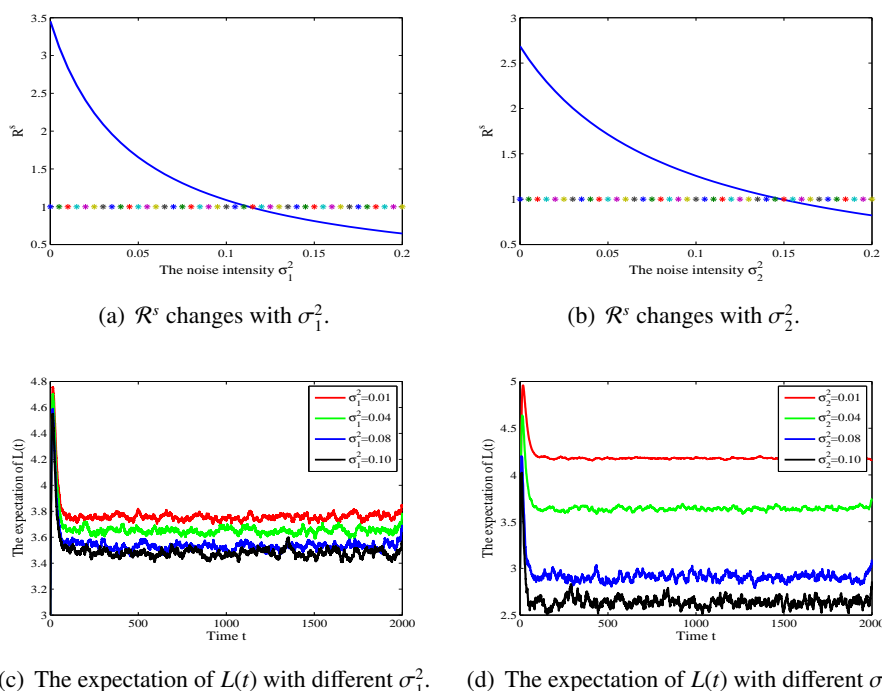 3.5
3
2.5
2
1.5
1
0.5
R^s
0 0.05 0.1 0.15 0.2
The noise intensity σ_1^2
(a) ℛ^s changes with σ_1^2.
3
2.5
2
1.5
1
0.5
R^s
0 0.05 0.1 0.15 0.2
The noise intensity σ_2^2
(b) ℛ^s changes with σ_2^2.
4.8
4.6
4.4
4.2
4
3.8
3.6
3.4
3.2
3
The expectation of L(t)
σ_1^2=0.01
σ_1^2=0.04
σ_1^2=0.08
σ_1^2=0.10
0 500 1000 1500 2000
Time t
(c) The expectation of L(t) with different σ_1^2.
5
4.5
4
3.5
3
2.5
The expectation of L(t)
σ_2^2=0.01
σ_2^2=0.04
σ_2^2=0.08
σ_2^2=0.10
0 500 1000 1500 2000
Time t
(d) The expectation of L(t) with different σ